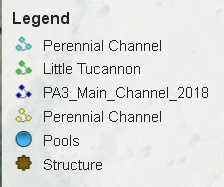 Legend
Perennial Channel
Little Tucannon
PA3_Main_Channel_2018
Perennial Channel
Pools
Structure